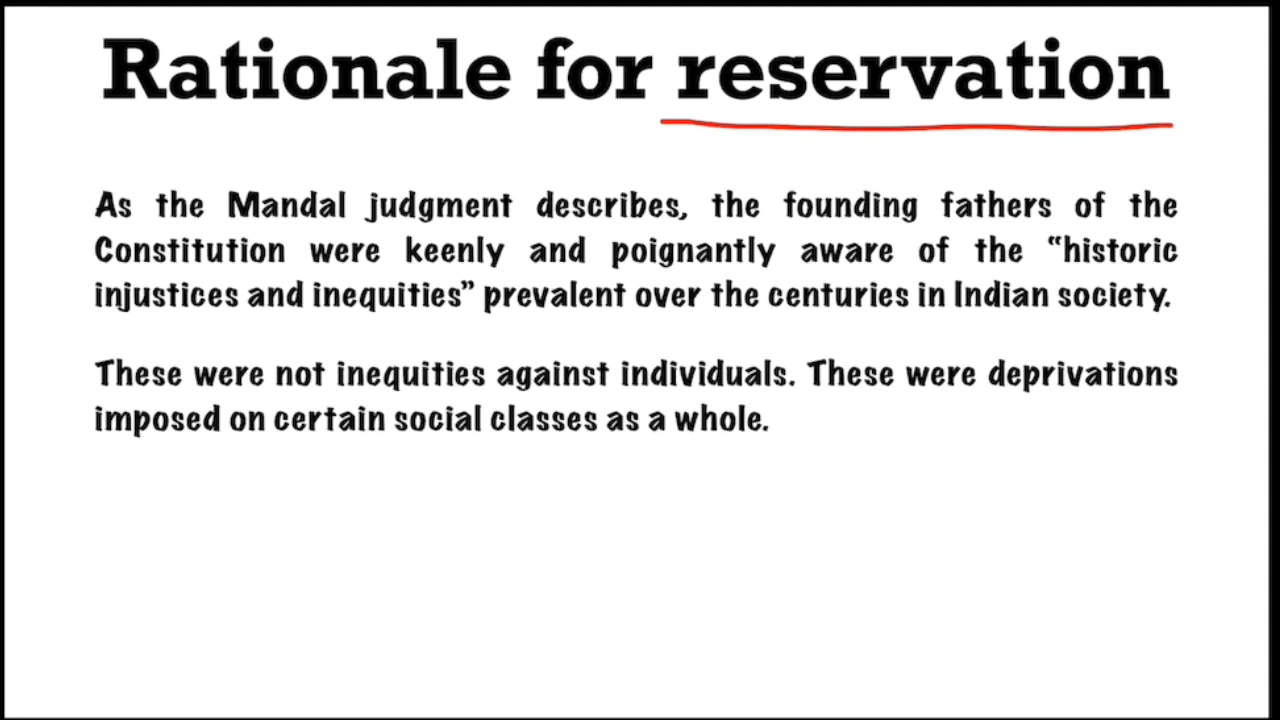 Rationale for reservation
As the Mandal judgment describes, the founding fathers of the
Constitution were keenly and poignantly aware of the “historic
injustices and inequities” prevalent over the centuries in Indian society.
These were not inequities against individuals. These were deprivations
imposed on certain social classes as a whole.